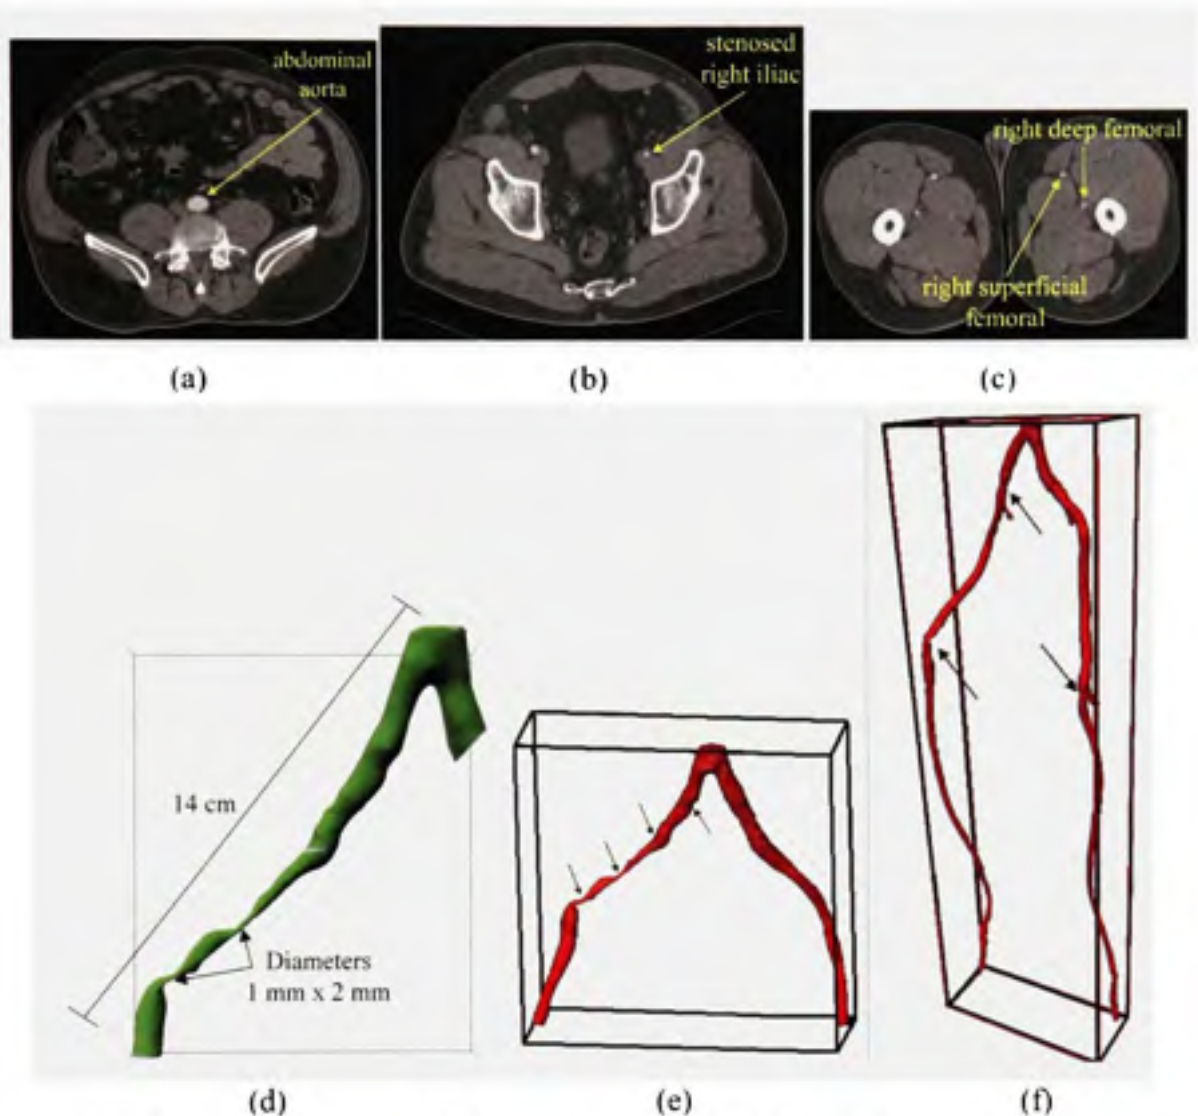 abdominal
aorta
stenosed
right iliac
right deep femoral
right superficial
femoral
(a)
(b)
(c)
14 cm
Diameters
1 mm x 2 mm
(d)
(e)
(f)